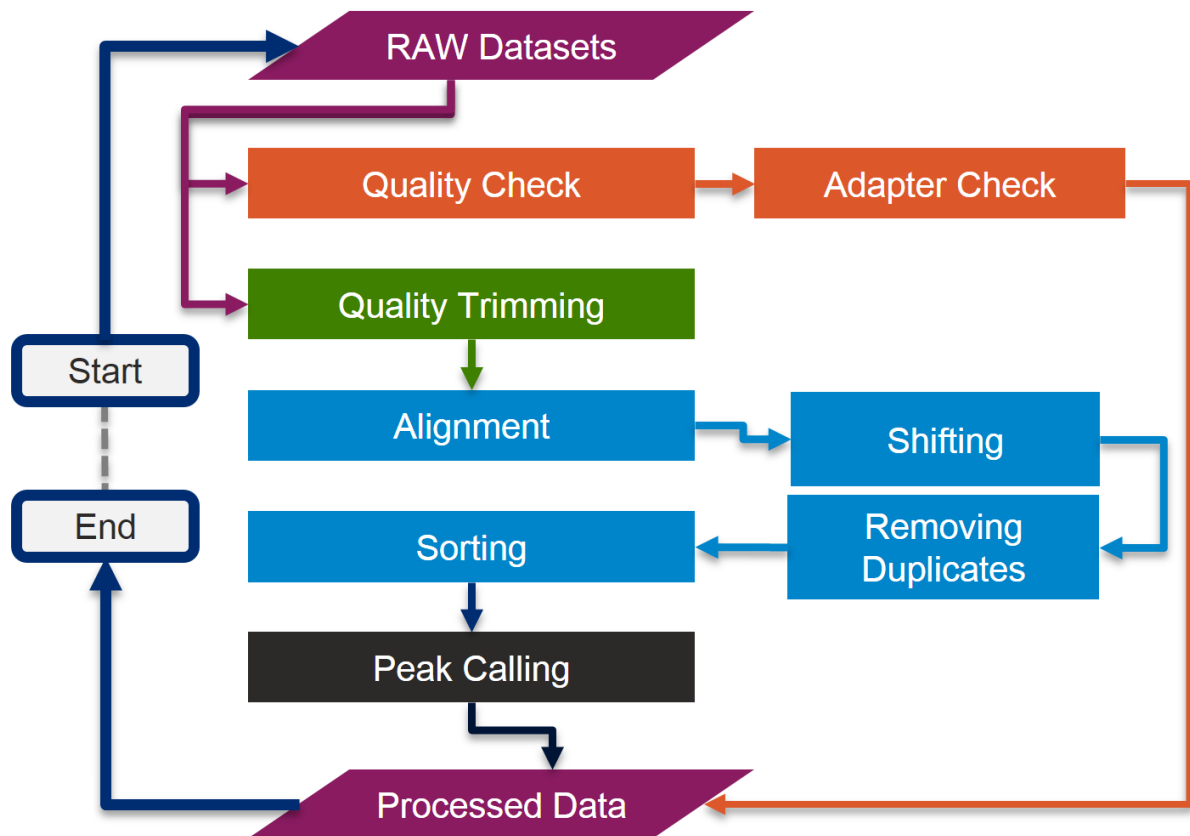 RAW Datasets
Quality Check
Adapter Check
Quality Trimming
Start
Alignment
Shifting
End
Sorting
Removing
Duplicates
Peak Calling
Processed Data